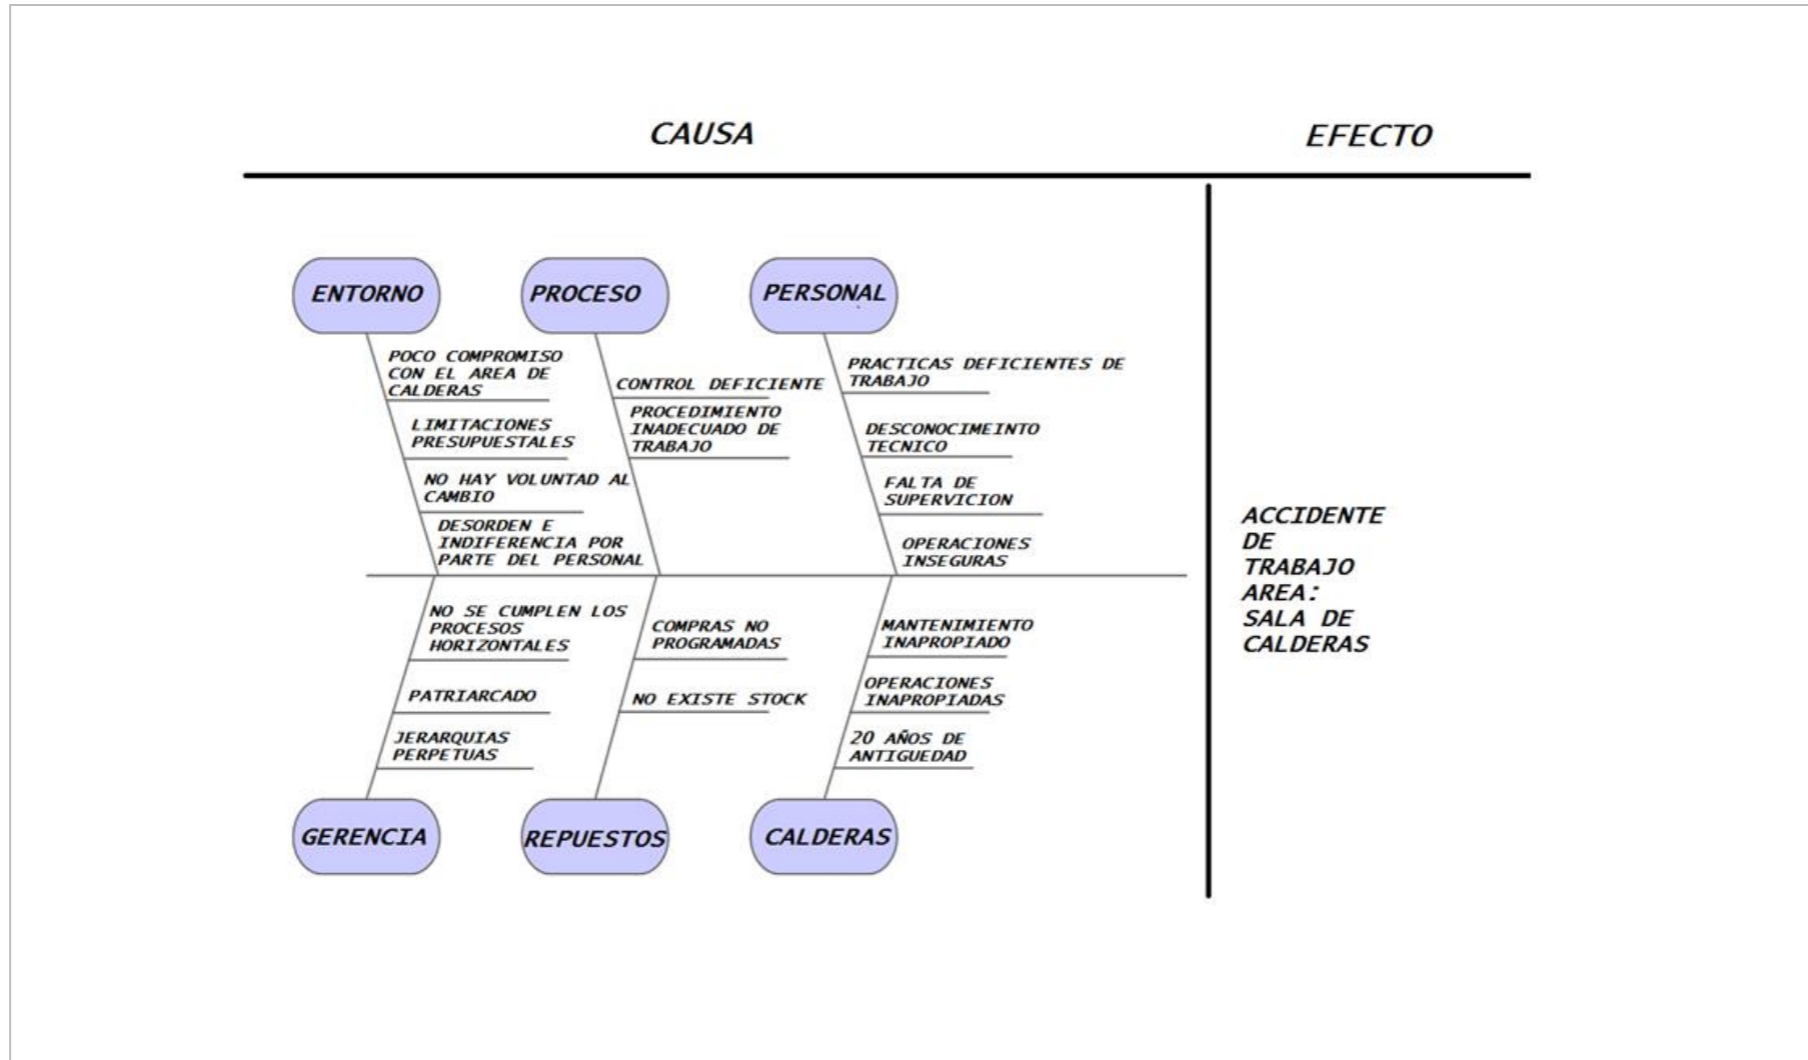 CAUSA
EFECTO
ENTORNO
PROCESO
PERSONAL
POCO COMPROMISO
CON EL AREA DE
CALDERAS
LIMITACIONES
PRESUPUESTALES
NO HAY VOLUNTAD AL
CAMBIO
DESORDEN E
INDIFERENCIA POR
PARTE DEL PERSONAL
CONTROL DEFICIENTE
PROCEDIMIENTO
INADECUADO DE
TRABAJO
PRACTICAS DEFICIENTES DE
TRABAJO
DESCONOCIMEINTO
TECNICO
FALTA DE
SUPERVICION
OPERACIONES
INSEGURAS
NO SE CUMPLEN LOS
PROCESOS
HORIZONTALES
PATRIARCADO
JERARQUIAS
PERPETUAS
COMPRAS NO
PROGRAMADAS
NO EXISTE STOCK
MANTENIMIENTO
INAPROPIADO
OPERACIONES
INAPROPIADAS
20 AÑOS DE
ANTIGUEDAD
GERENCIA
REPUESTOS
CALDERAS
ACCIDENTE
DE
TRABAJO
AREA:
SALA DE
CALDERAS